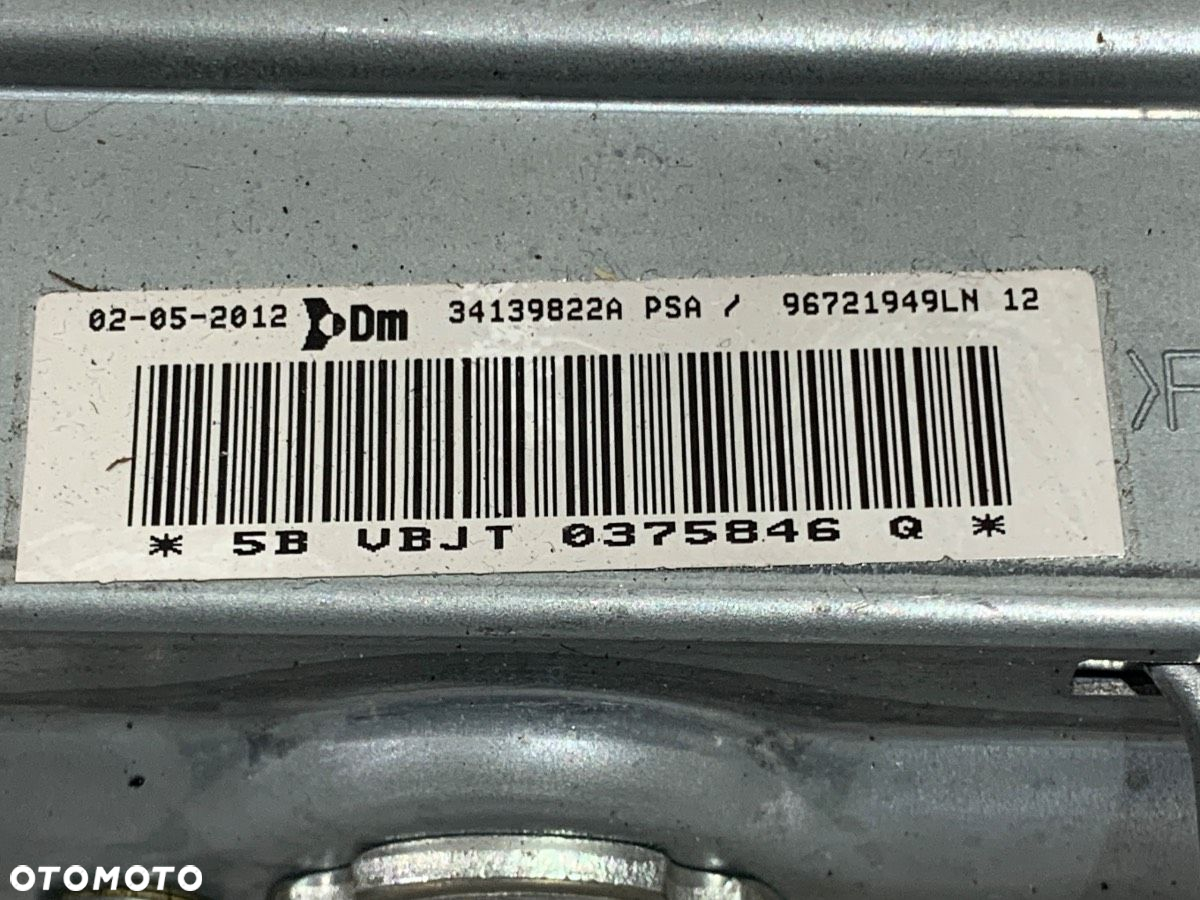 02-05-2012 Dm 34139822A PSA / 96721949LN 12
* 5B VBJT 0375846 Q *
OTOMOTO